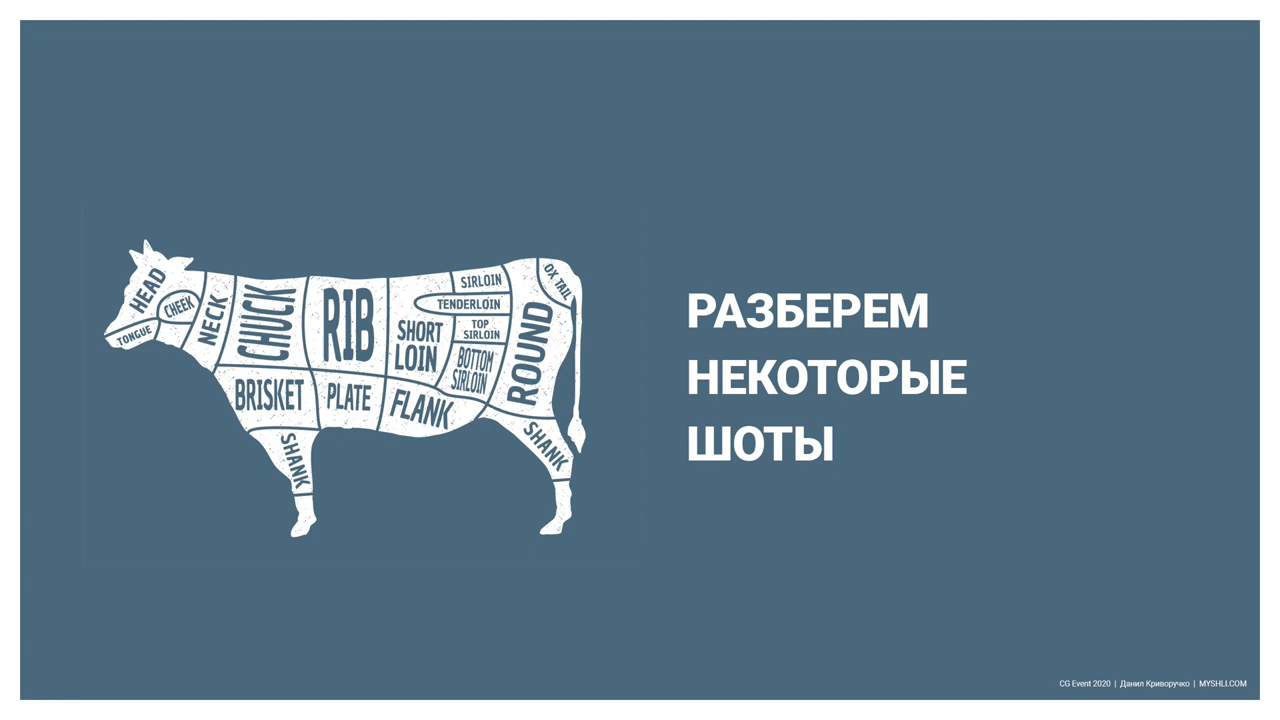 HEAD
CHEEK
TONGUE
NECK
CHUCK
RIB
SHORT
LOIN
SIRLOIN
TENDERLOIN
TOP
SIRLOIN
BOTTOM
SIRLOIN
ROUND
OX TAIL
BRISKET
PLATE
FLANK
SHANK
SHANK
РАЗБЕРЕМ
НЕКОТОРЫЕ
ШОТЫ
CG Event 2020 | Данил Криворучко | MYSHLI.COM